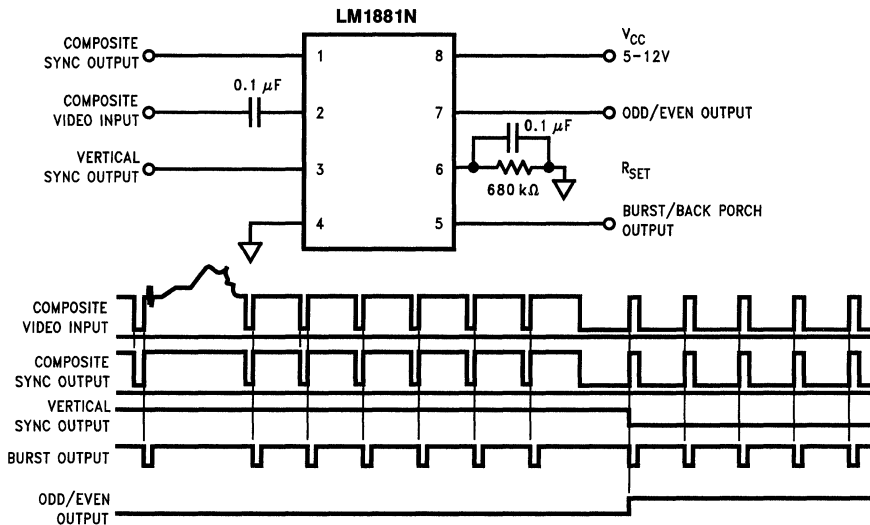 LM1881N
COMPOSITE
SYNC OUTPUT
1
8
VCC
5-12V
0.1 μF
COMPOSITE
VIDEO INPUT
2
7
ODD/EVEN OUTPUT
0.1 μF
VERTICAL
SYNC OUTPUT
3
6
680 kΩ
RSET
4
5
BURST/BACK PORCH
OUTPUT
COMPOSITE
VIDEO INPUT
COMPOSITE
SYNC OUTPUT
VERTICAL
SYNC OUTPUT
BURST OUTPUT
ODD/EVEN
OUTPUT